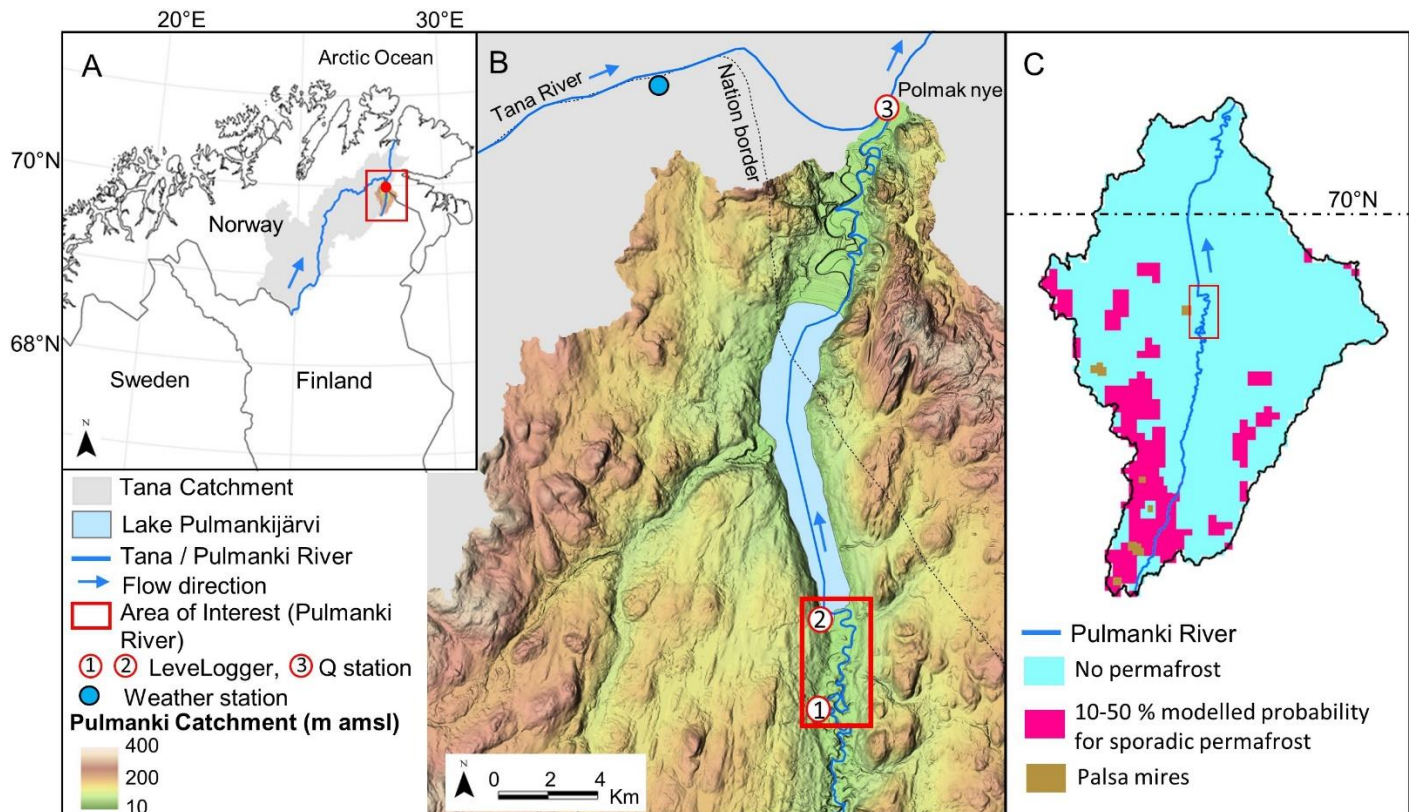 20°E
30°E
A
Arctic Ocean
70°N
Norway
68°N
Sweden
Finland
N
Tana Catchment
Lake Pulmankijärvi
Tana / Pulmanki River
Flow direction
Area of Interest (Pulmanki
River)
1 2 LeveLogger, 3 Q station
Weather station
Pulmanki Catchment (m amsl)
400
200
10
B
Tana River
Nation border
3
Polmak nye
2
1
N
0 2 4
Km
C
70°N
Pulmanki River
No permafrost
10-50 % modelled probability
for sporadic permafrost
Palsa mires